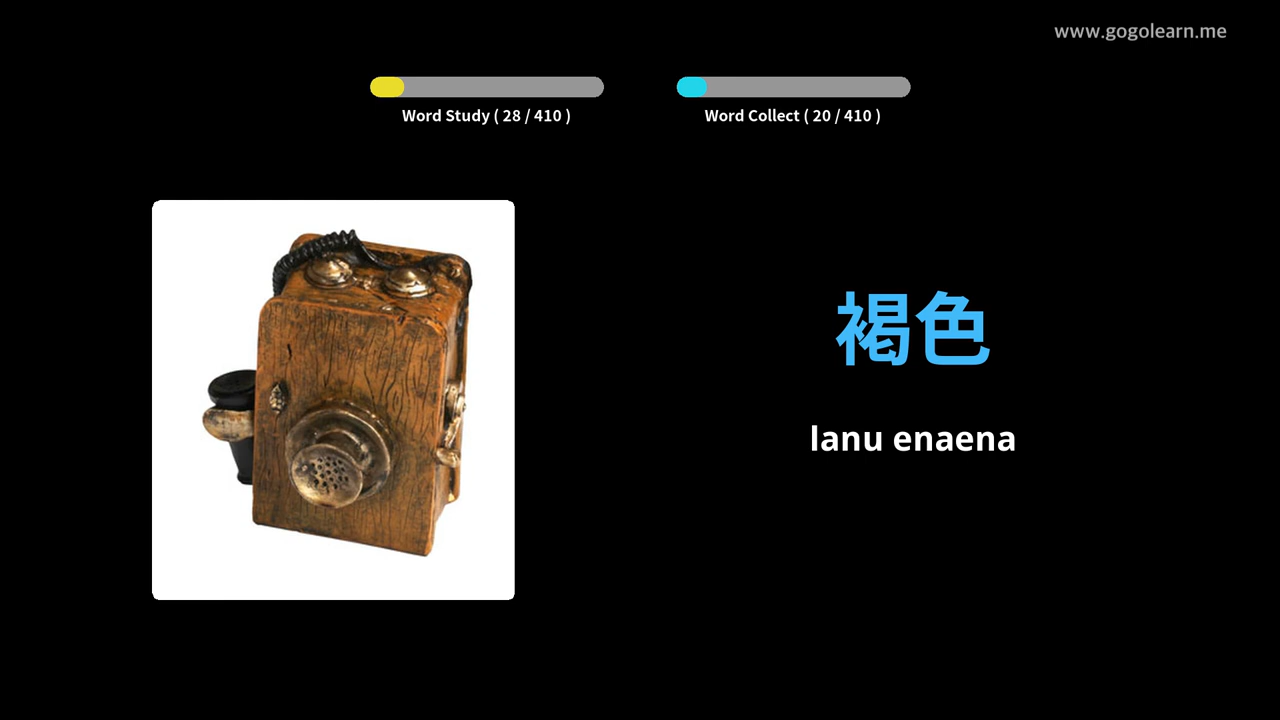 www.gogolearn.me
Word Study ( 28 / 410 )
Word Collect ( 20 / 410 )
褐色
lanu enaena